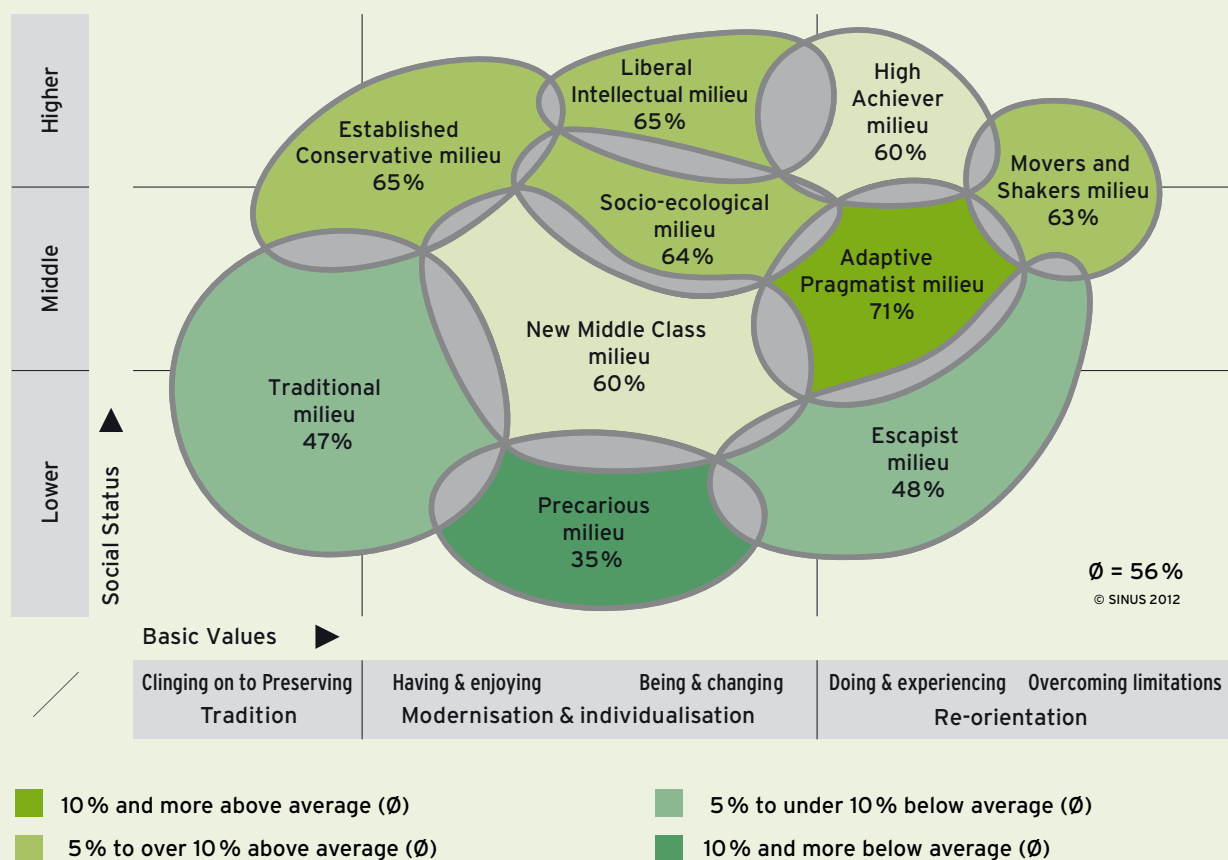 Higher
Middle
Lower
Social Status
Established
Conservative milieu
65%
Liberal
Intellectual milieu
65%
High
Achiever
milieu
60%
Movers and
Shakers milieu
63%
Socio-ecological
milieu
64%
Adaptive
Pragmatist milieu
71%
New Middle Class
milieu
60%
Traditional
milieu
47%
Escapist
milieu
48%
Precarious
milieu
35%
Ø = 56%
© SINUS 2012
Basic Values
Clinging on to Preserving
Tradition
Having & enjoying
Being & changing
Modernisation & individualisation
Doing & experiencing
Overcoming limitations
Re-orientation
10% and more above average (Ø)
5% to over 10% above average (Ø)
5% to under 10% below average (Ø)
10% and more below average (Ø)